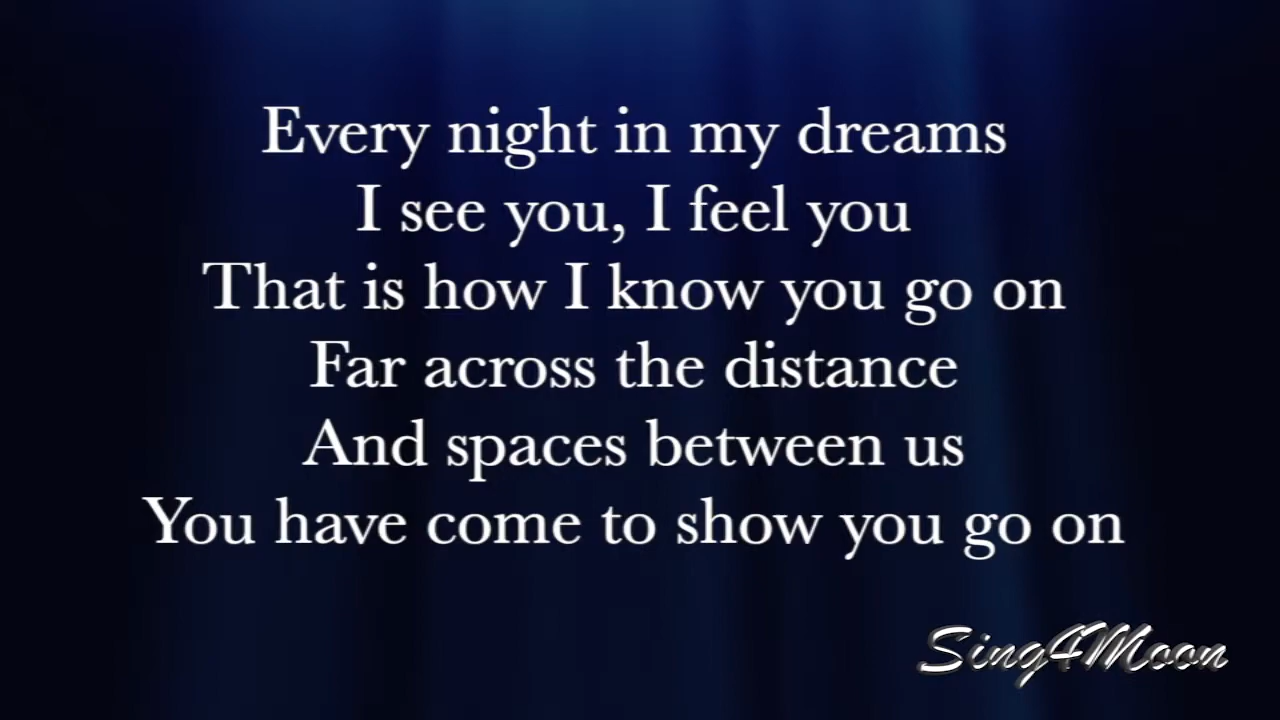 Every night in my dreams
I see you, I feel you
That is how I know you go on
Far across the distance
And spaces between us
You have come to show you go on
Sing4Moon